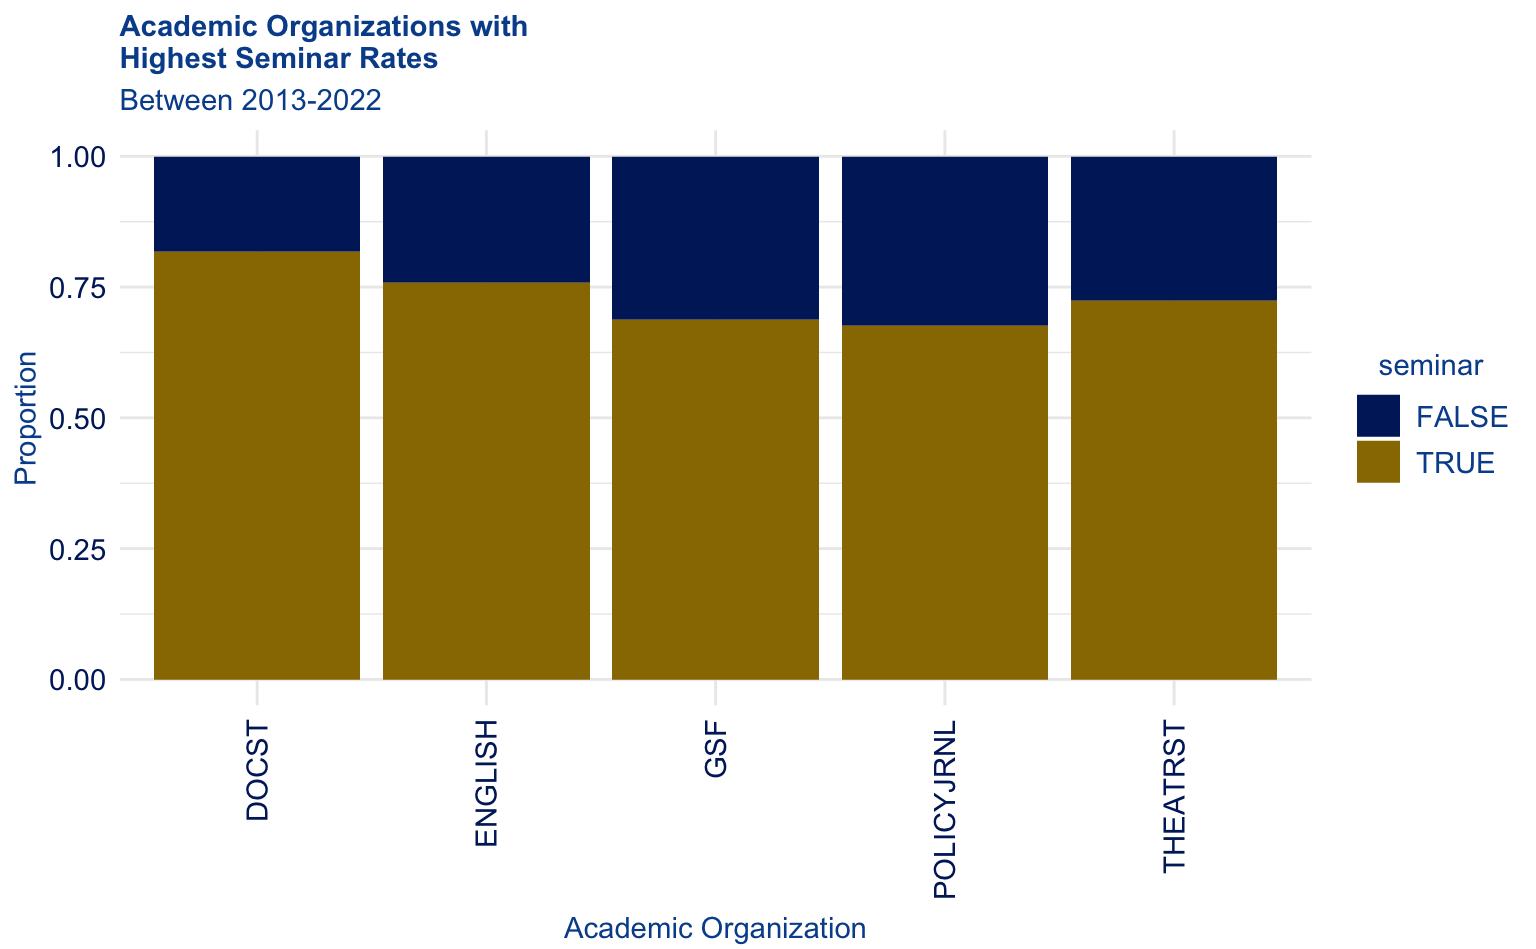 Academic Organizations with
Highest Seminar Rates
Between 2013-2022
1.00
0.75
0.50
0.25
0.00
Proportion
DOCST
ENGLISH
GSF
POLICYJRNL
THEATRST
Academic Organization
seminar
FALSE
TRUE